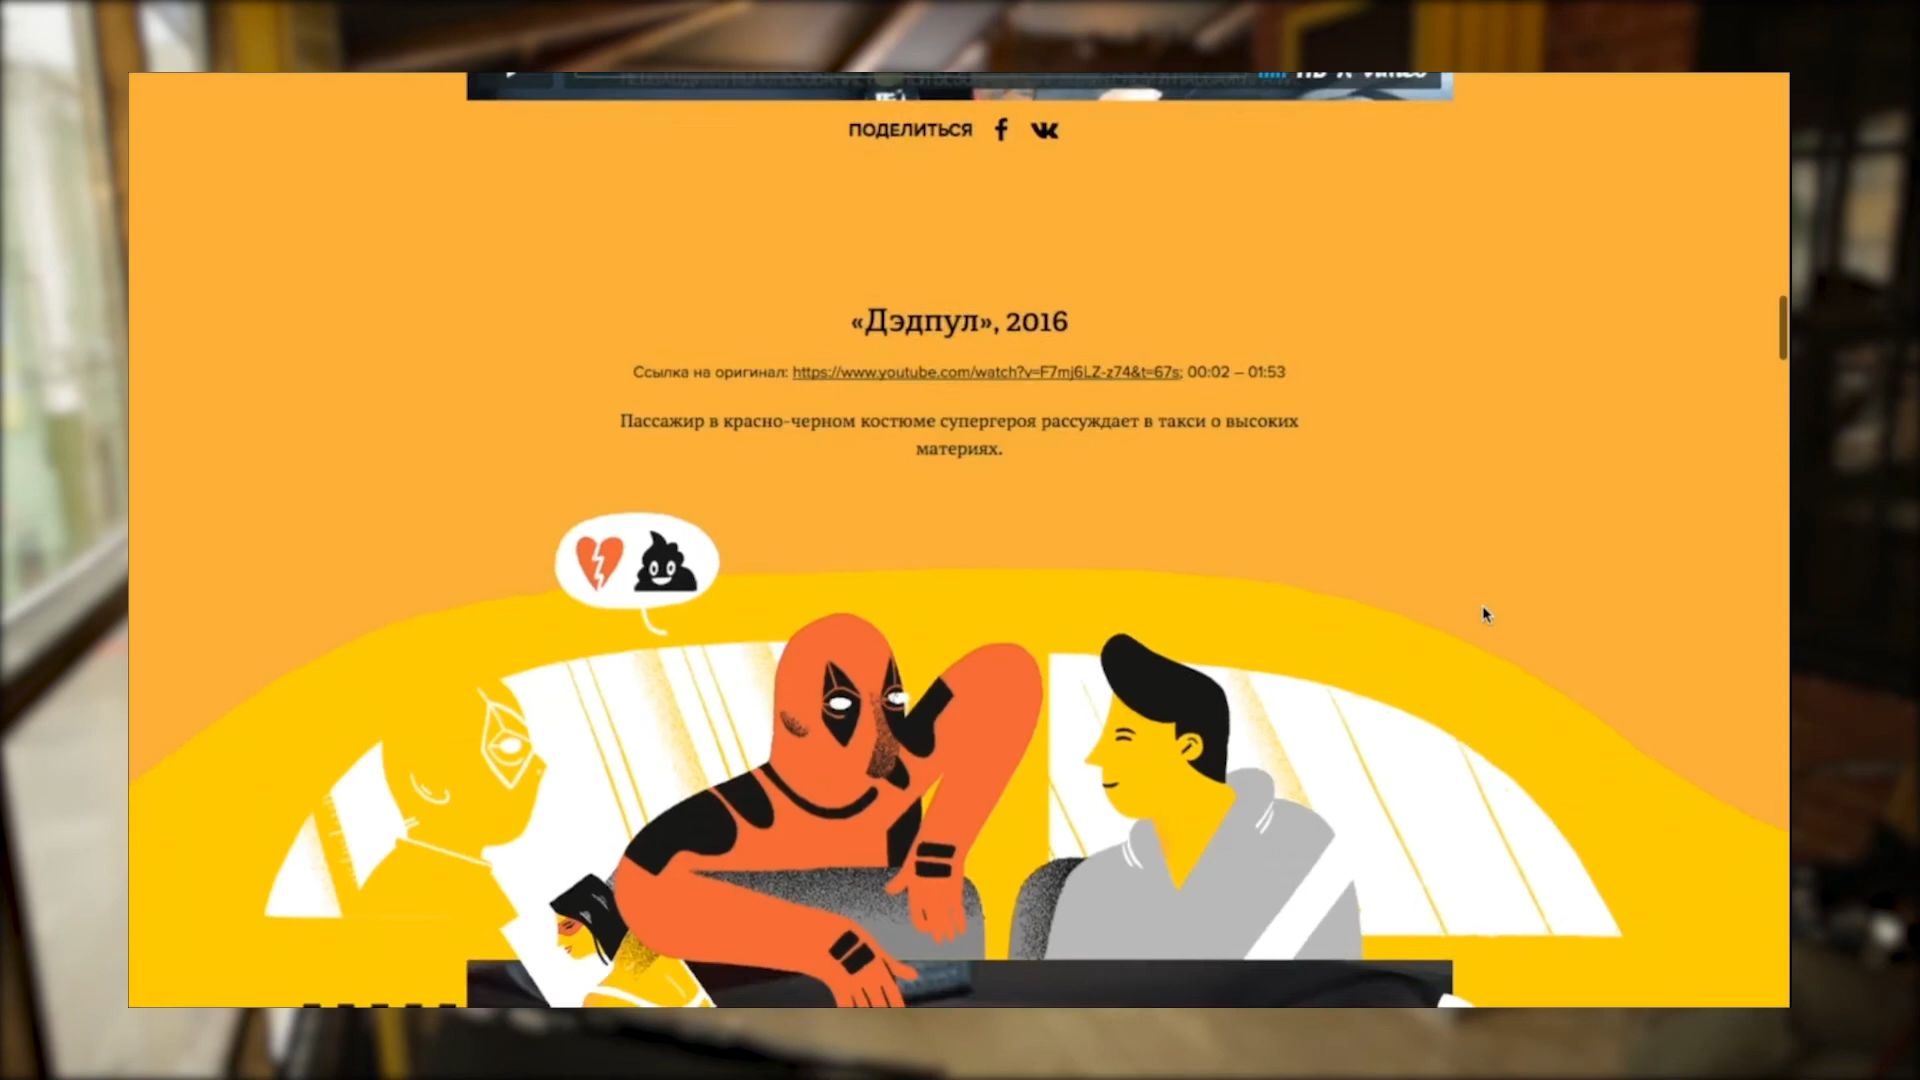 ПОДЕЛИТЬСЯ
«Дэдпул», 2016
Ссылка на оригинал: https://www.youtube.com/watch?v=F7mj6LZ-z74&t=67s; 00:02 – 01:53
Пассажир в красно-черном костюме супергероя рассуждает в такси о высоких
материях.